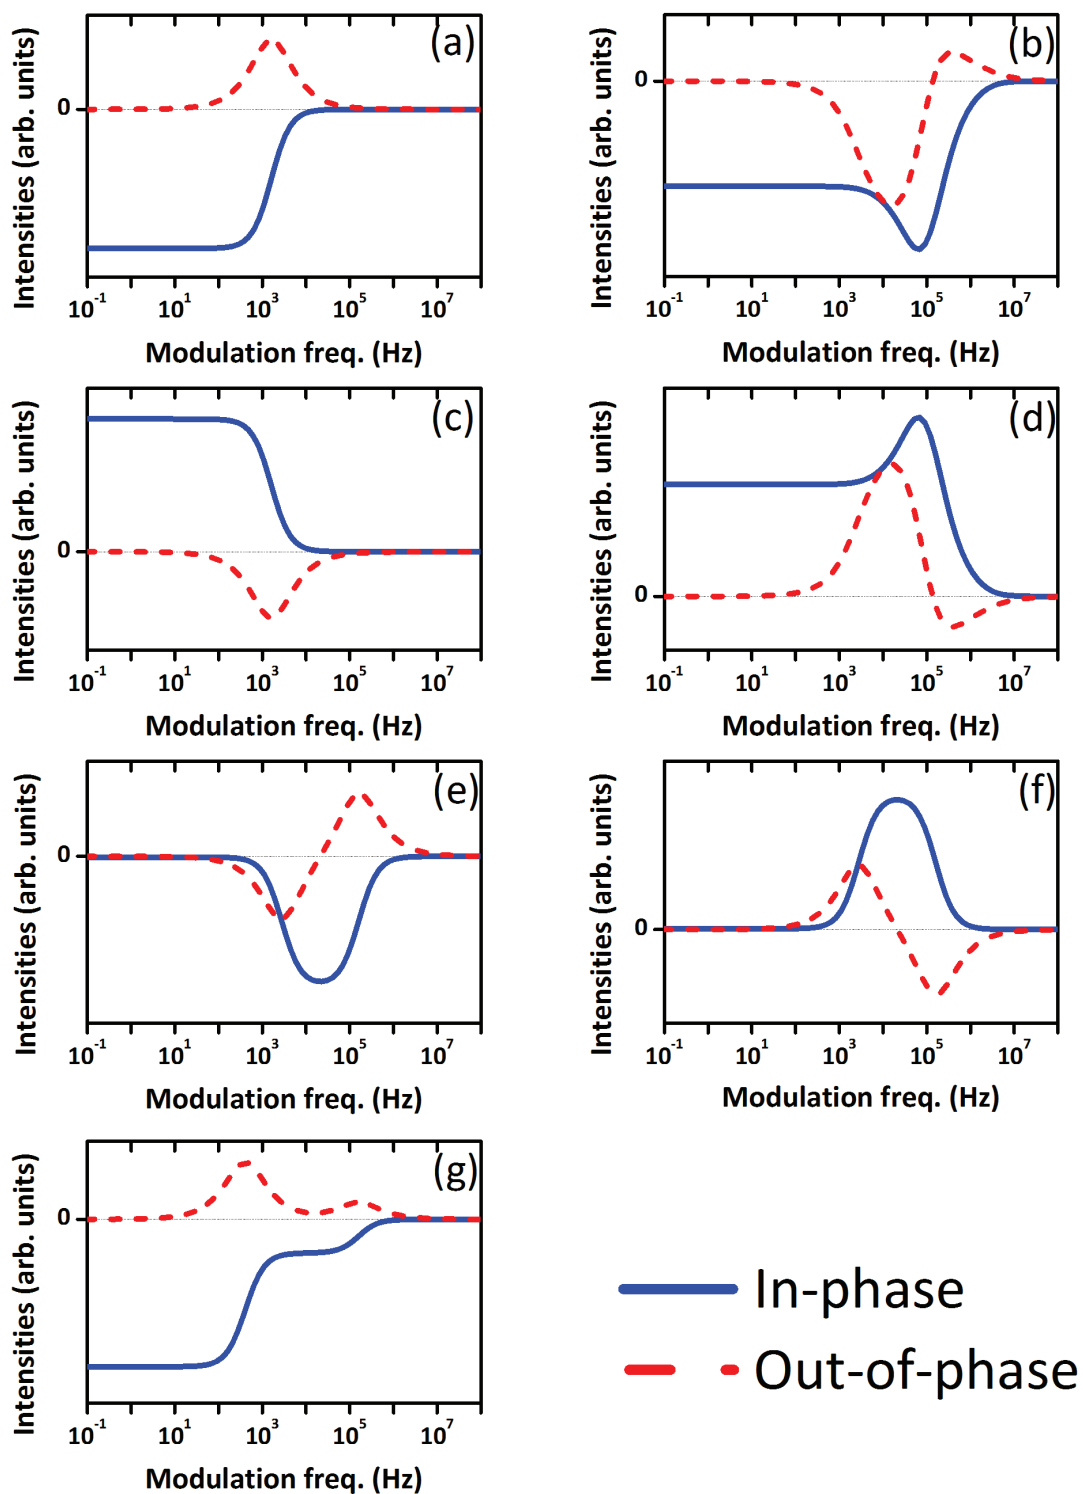 (a)
Intensities (arb. units)
0
10⁻¹ 10¹ 10³ 10⁵ 10⁷
Modulation freq. (Hz)
(b)
Intensities (arb. units)
0
10⁻¹ 10¹ 10³ 10⁵ 10⁷
Modulation freq. (Hz)
(c)
Intensities (arb. units)
0
10⁻¹ 10¹ 10³ 10⁵ 10⁷
Modulation freq. (Hz)
(d)
Intensities (arb. units)
0
10⁻¹ 10¹ 10³ 10⁵ 10⁷
Modulation freq. (Hz)
(e)
Intensities (arb. units)
0
10⁻¹ 10¹ 10³ 10⁵ 10⁷
Modulation freq. (Hz)
(f)
Intensities (arb. units)
0
10⁻¹ 10¹ 10³ 10⁵ 10⁷
Modulation freq. (Hz)
(g)
Intensities (arb. units)
0
10⁻¹ 10¹ 10³ 10⁵ 10⁷
Modulation freq. (Hz)
In-phase
Out-of-phase